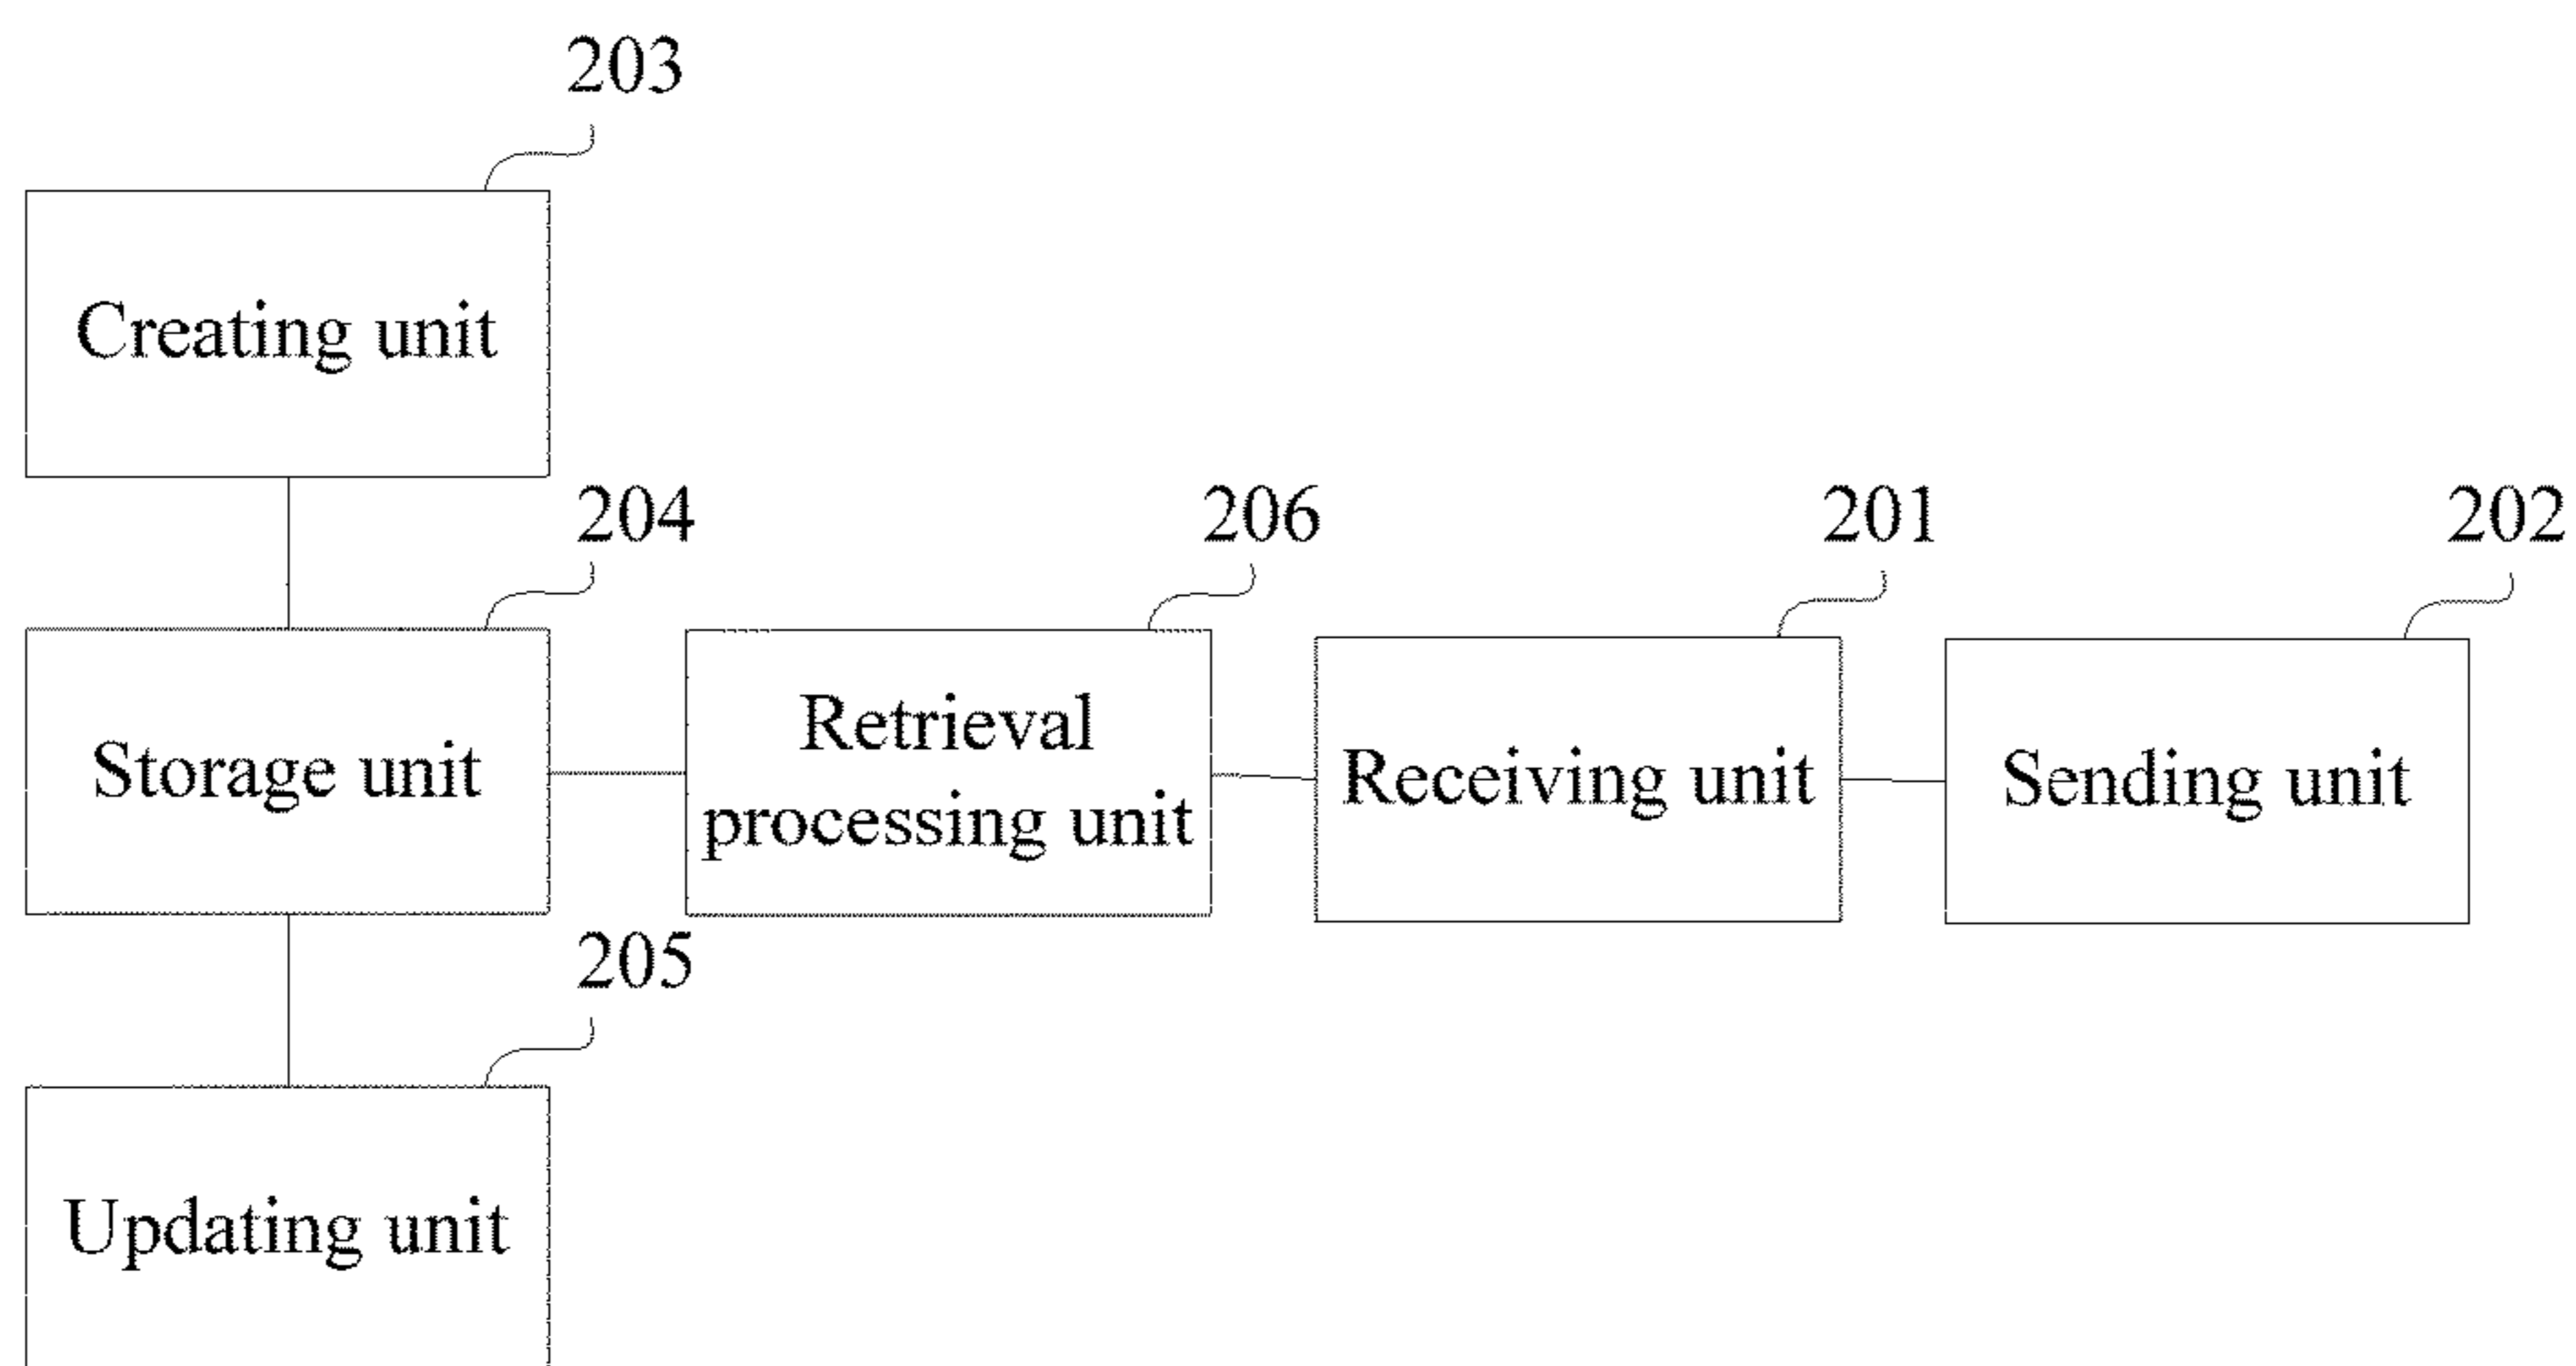 203
Creating unit
204
206
201
202
Storage unit
Retrieval
processing unit
Receiving unit
Sending unit
205
Updating unit